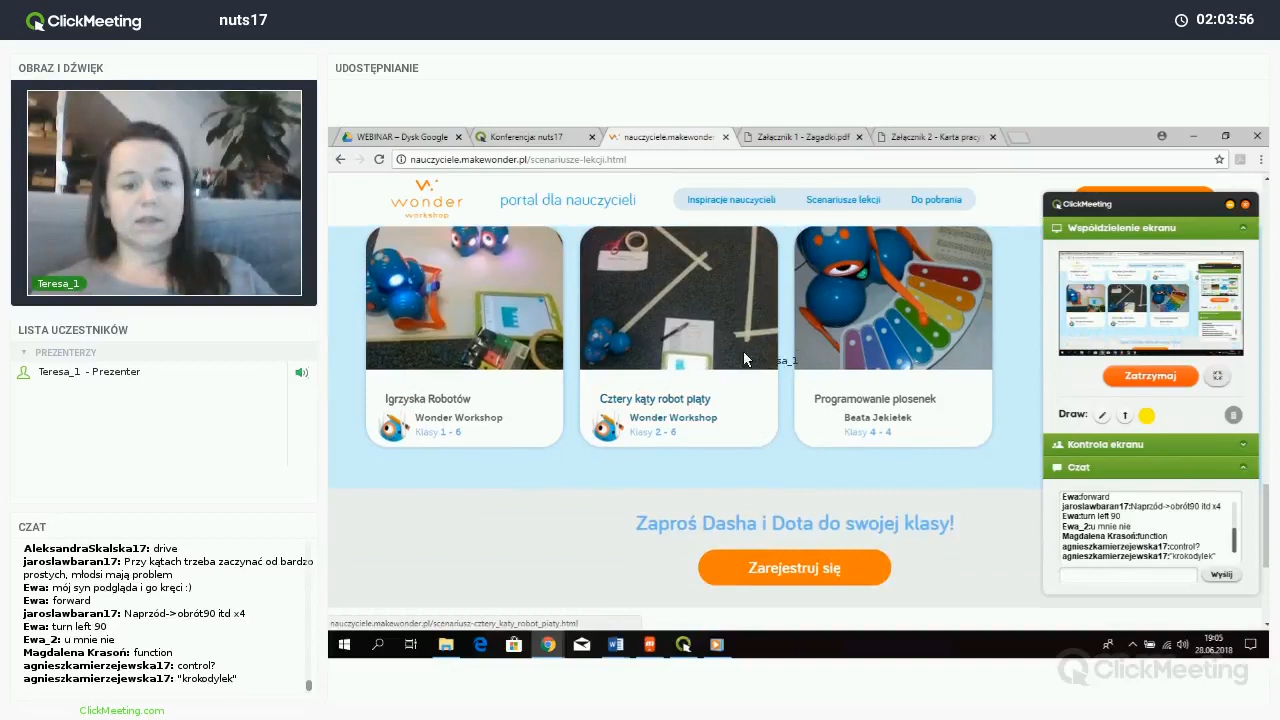 ClickMeeting
nuts17
02:03:56
OBRAZ I DŹWIĘK
Teresa_1
LISTA UCZESTNIKÓW
PREZENTERZY
Teresa_1 - Prezenter
CZAT
AleksandraSkalska17: drive
jaroslawbaran17: Przy kątach trzeba zaczynać od bardzo
prostych, młodsi mają problem
Ewa: mój syn podgląda i go kręci :)
Ewa: forward
jaroslawbaran17: Naprzód->obrót90 itd x4
Ewa: turn left 90
Ewa_2: u mnie nie
Magdalena Krasoń: function
agnieszkamierzejewska17: control?
agnieszkamierzejewska17: "krokodylek"
ClickMeeting.com
UDOSTĘPNIANIE
WEBINAR – Dysk Google
Konferencja: nuts17
nauczyciele.makewonder.
Załącznik 1 - Zagadki.pdf
Załącznik 2 - Karta pracy
nauczyciele.makewonder.pl/scenariusze-lekcji.html
wonder
workshop
portal dla nauczycieli
Inspiracje nauczycieli
Scenariusze lekcji
Do pobrania
sa_1
Igrzyska Robotów
Wonder Workshop
Klasy 1 - 6
Cztery kąty robot piąty
Wonder Workshop
Klasy 2 - 6
Programowanie piosenek
Beata Jekiełek
Klasy 4 - 4
Zaproś Dasha i Dota do swojej klasy!
Zarejestruj się
nauczyciele.makewonder.pl/scenariusz-cztery_katy_robot_piaty.html
ClickMeeting
Współdzielenie ekranu
Zatrzymaj
Draw:
Kontrola ekranu
Czat
Ewa:forward
jaroslawbaran17:Naprzód->obrót90 itd x4
Ewa:turn left 90
Ewa_2:u mnie nie
Magdalena Krasoń:function
agnieszkamierzejewska17:control?
agnieszkamierzejewska17:"krokodylek"
Wyślij
19:05
28.06.2018
ClickMeeting